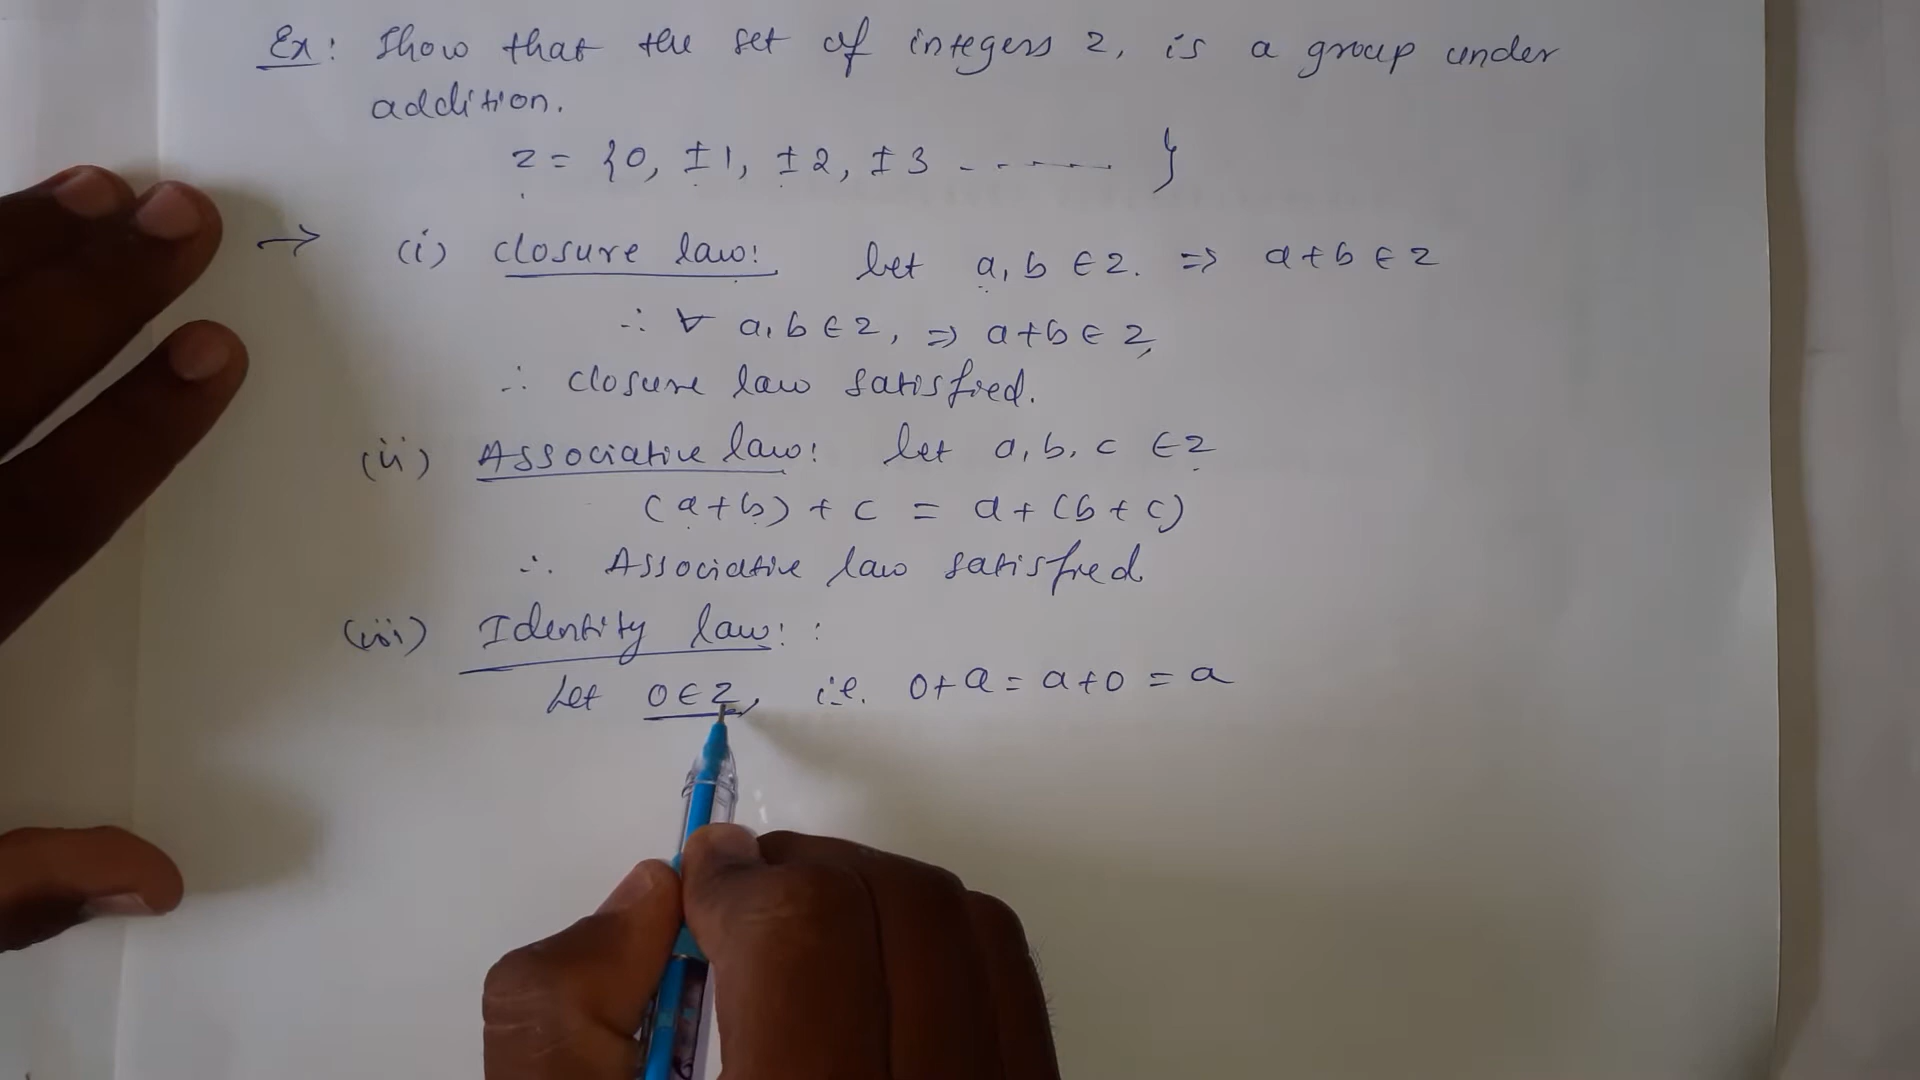 Ex: Show that the set of integers z, is a group under
addition.
z = {0, ±1, ±2, ±3 ------ }
→ (i) closure law: let a, b ∈ z. ⇒ a+b ∈ z
∴ ∀ a, b ∈ z, ⇒ a+b ∈ z,
∴ closure law satisfied.
(ii) Associative law: let a, b, c ∈ z
(a+b) + c = a + (b+c)
∴ Associative law satisfied
(iii) Identity law::
Let 0 ∈ z, i.e. 0+a = a+0 = a